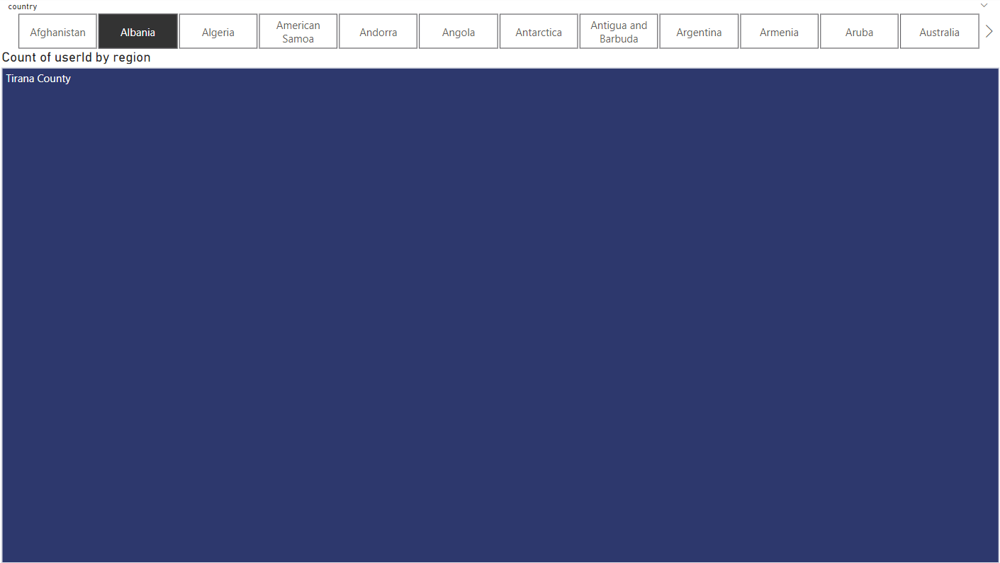 country
Afghanistan
Albania
Algeria
American
Samoa
Andorra
Angola
Antarctica
Antigua and
Barbuda
Argentina
Armenia
Aruba
Australia
Count of userId by region
Tirana County